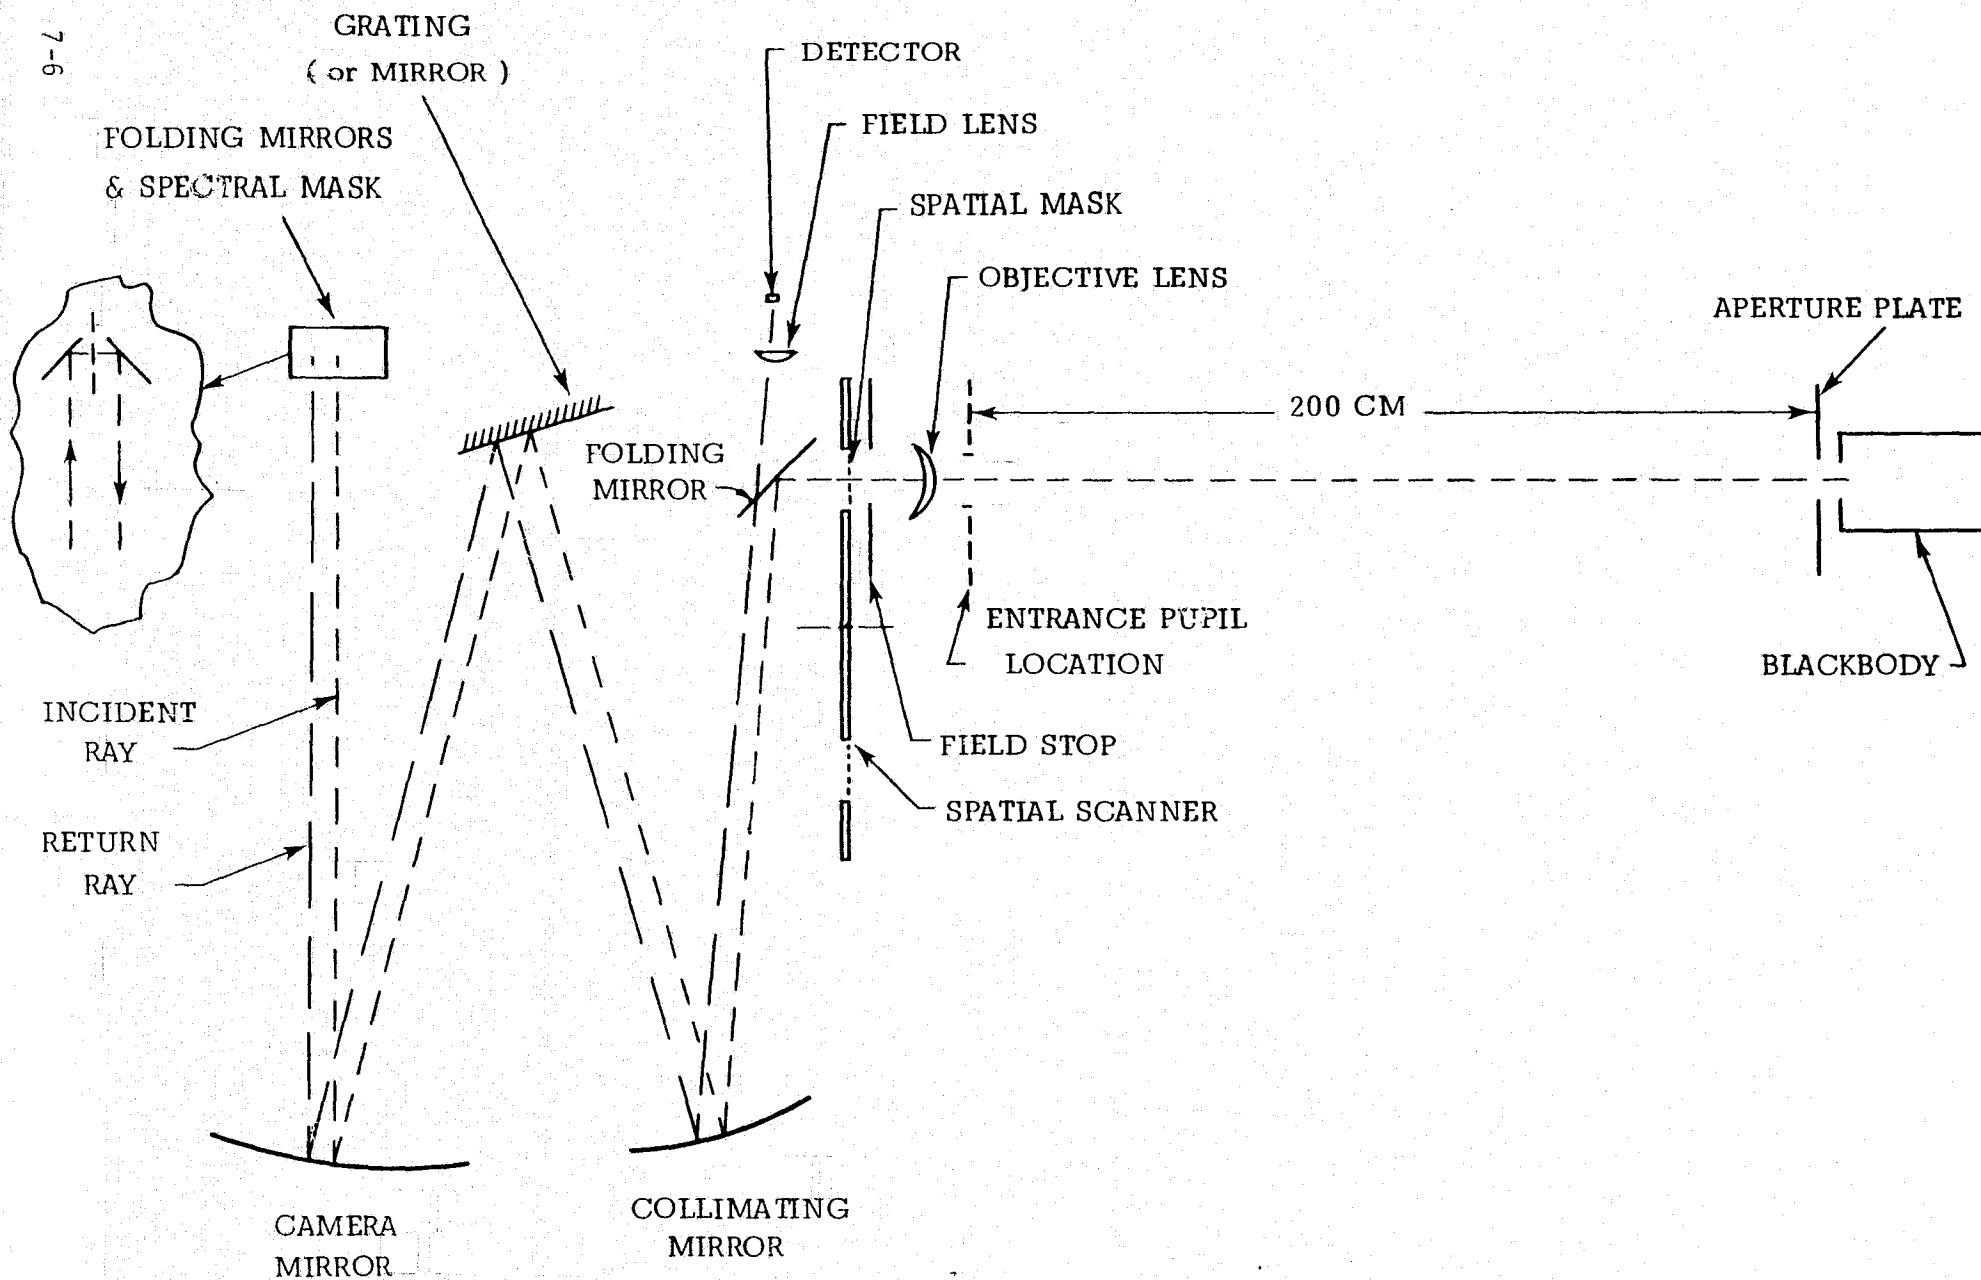 7-6
GRATING
( or MIRROR )
DETECTOR
FOLDING MIRRORS
& SPECTRAL MASK
FIELD LENS
SPATIAL MASK
OBJECTIVE LENS
APERTURE PLATE
200 CM
FOLDING
MIRROR
ENTRANCE PUPIL
LOCATION
BLACKBODY
INCIDENT
RAY
FIELD STOP
SPATIAL SCANNER
RETURN
RAY
COLLIMATING
MIRROR
CAMERA
MIRROR